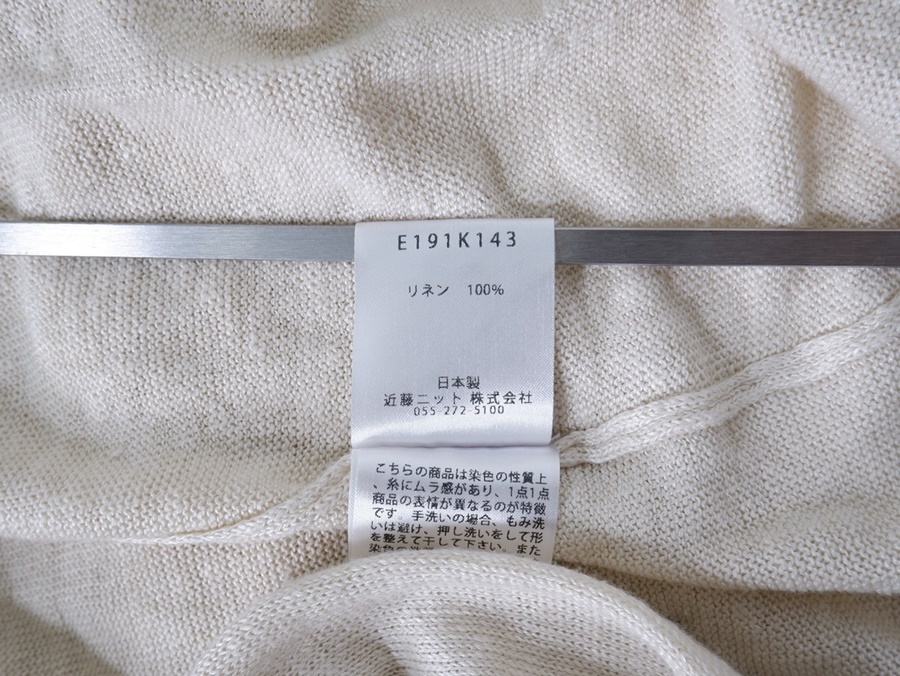 E191K143
リネン 100%
日本製
近藤ニット 株式会社
055-272-5100
こちらの商品は染色の性質上
、糸にムラ感があり、1点1点
商品の表情が異なるのが特徴
です。手洗いの場合、もみ洗
いは避け、押し洗いをして形
を整えて干して下さい。また
染色の